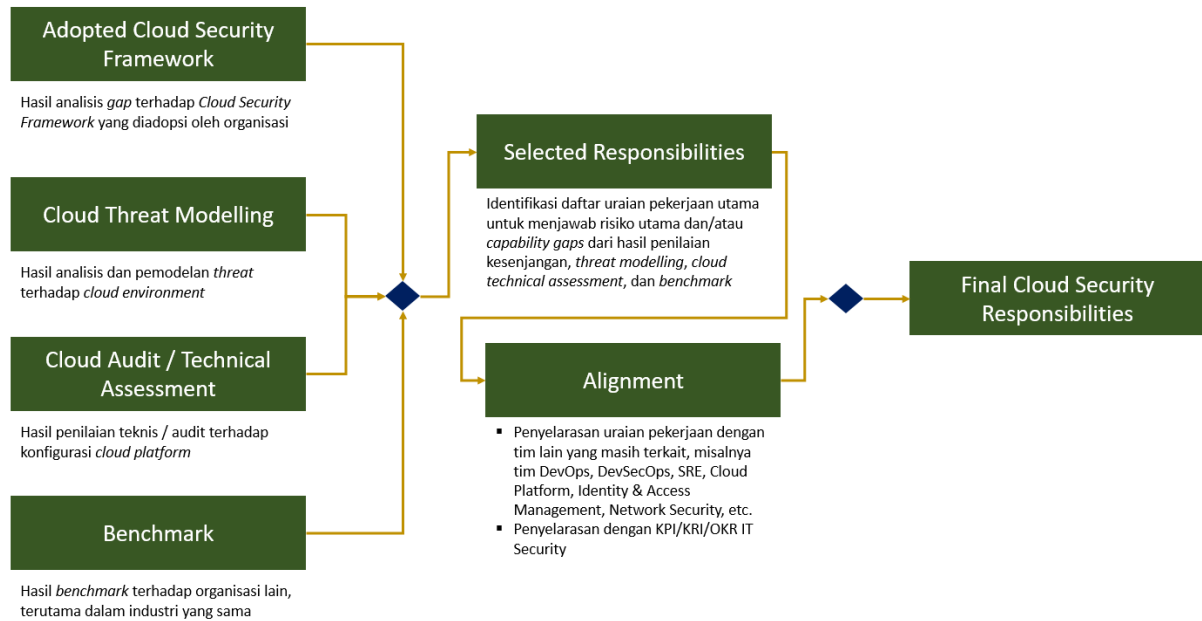 Adopted Cloud Security
Framework
Hasil analisis gap terhadap Cloud Security
Framework yang diadopsi oleh organisasi
Cloud Threat Modelling
Hasil analisis dan pemodelan threat
terhadap cloud environment
Cloud Audit / Technical
Assessment
Hasil penilaian teknis / audit terhadap
konfigurasi cloud platform
Benchmark
Hasil benchmark terhadap organisasi lain,
terutama dalam industri yang sama
Selected Responsibilities
Identifikasi daftar uraian pekerjaan utama
untuk menjawab risiko utama dan/atau
capability gaps dari hasil penilaian
kesenjangan, threat modelling, cloud
technical assessment, dan benchmark
Alignment
▪ Penyelarasan uraian pekerjaan dengan
tim lain yang masih terkait, misalnya
tim DevOps, DevSecOps, SRE, Cloud
Platform, Identity & Access
Management, Network Security, etc.
▪ Penyelarasan dengan KPI/KRI/OKR IT
Security
Final Cloud Security
Responsibilities